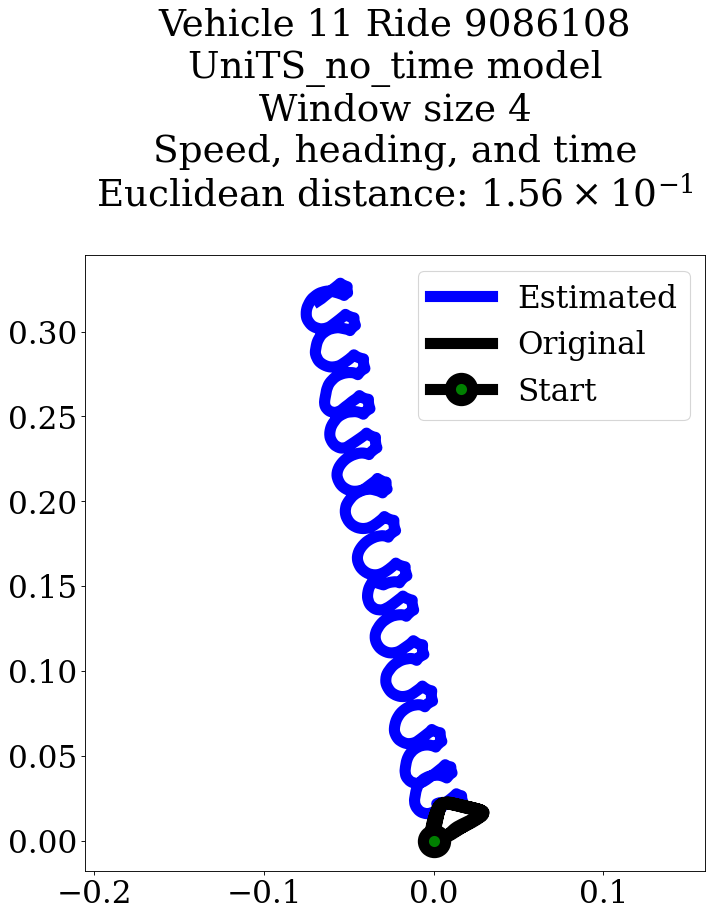 Vehicle 11 Ride 9086108
UniTS_no_time model
Window size 4
Speed, heading, and time
Euclidean distance: 1.56 × 10⁻¹
Estimated
Original
Start
0.30
0.25
0.20
0.15
0.10
0.05
0.00
−0.2 −0.1 0.0 0.1